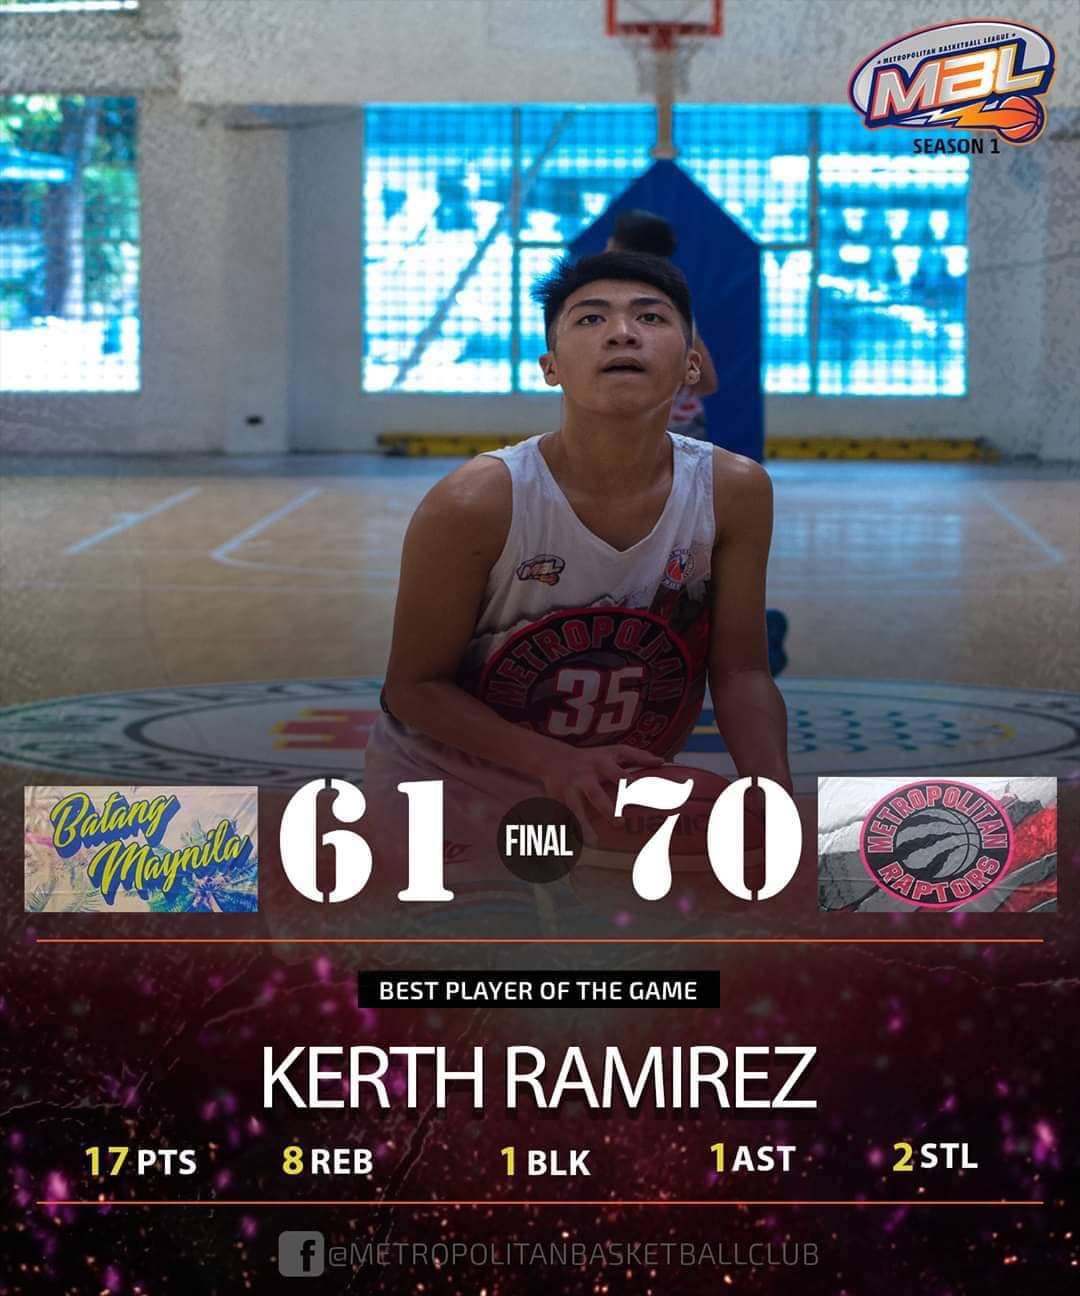 METROPOLITAN BASKETBALL LEAGUE
MBL
SEASON 1
MBL
METROPOLITAN
35
Batang
Maynila
61 FINAL 70
METROPOLITAN
RAPTORS
BEST PLAYER OF THE GAME
KERTH RAMIREZ
17 PTS 8 REB 1 BLK 1 AST 2 STL
f @METROPOLITANBASKETBALLCLUB